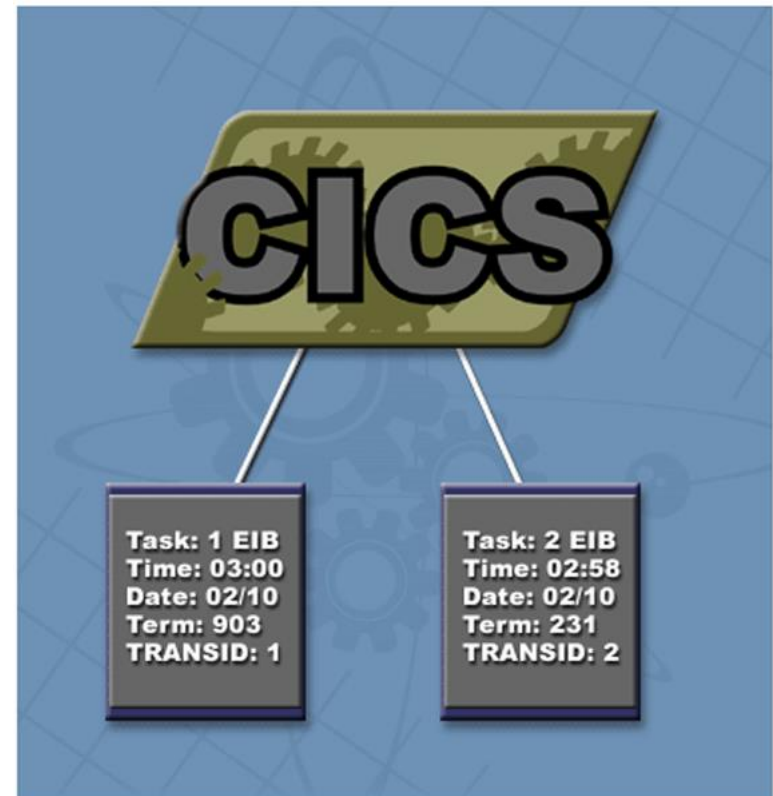 CICS
Task: 1 EIB
Time: 03:00
Date: 02/10
Term: 903
TRANSID: 1
Task: 2 EIB
Time: 02:58
Date: 02/10
Term: 231
TRANSID: 2